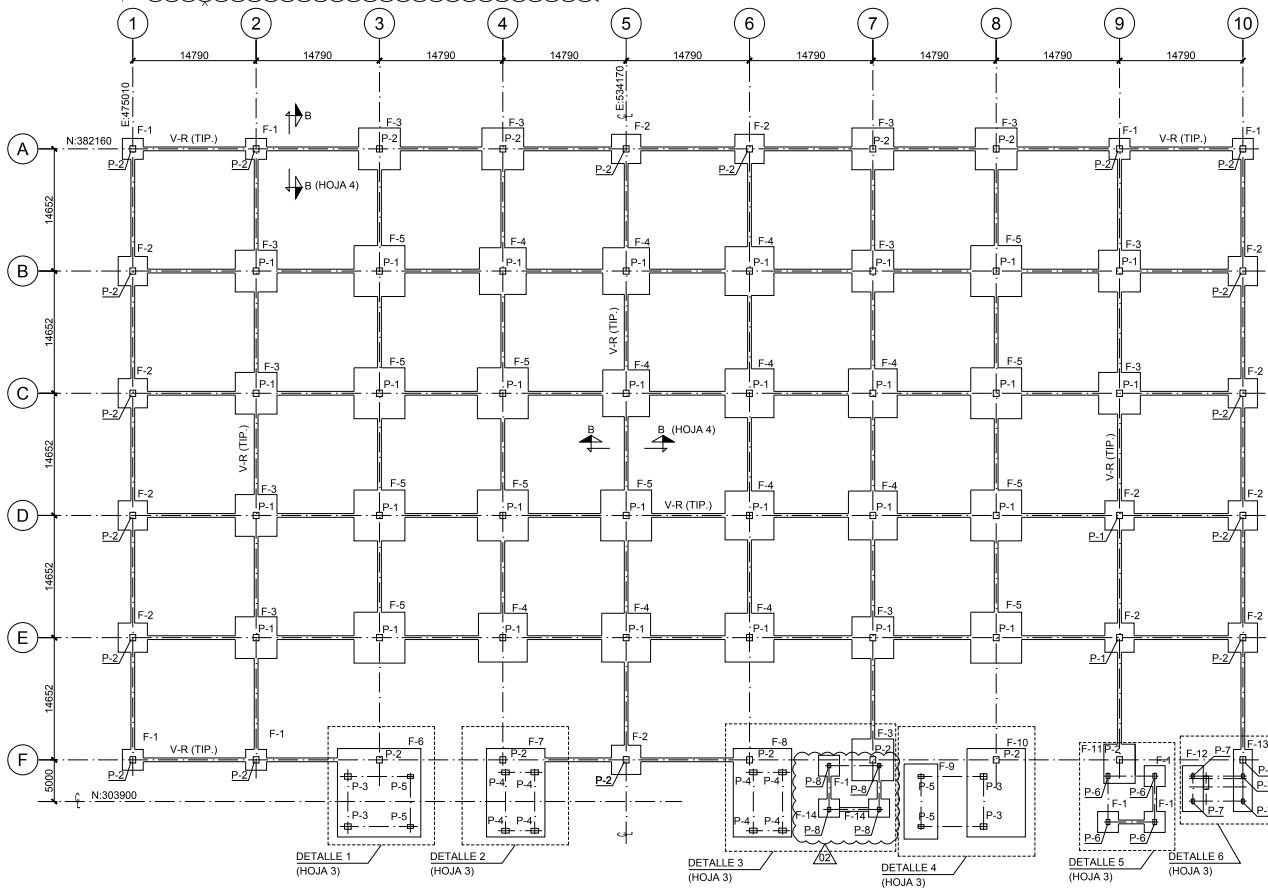 1 2 3 4 5 6 7 8 9 10
14790 14790 14790 14790 14790 14790 14790 14790 14790
E:475010
E:534170
B
F-3 F-3 F-3 F-3
N:382160 F-1 V-R (TIP.) F-1 F-2 F-2 F-1 V-R (TIP.) F-1
A P-2 P-2 P-2 P-2
P-2 P-2 P-2 P-2 P-2 P-2
B (HOJA 4)
14652
F-2 F-3 F-5 F-4 F-4 F-4 F-3 F-5 F-3 F-2
B P-1 P-1 P-1 P-1 P-1 P-1 P-1 P-1
P-2 P-2
14652
V-R (TIP.)
F-2 F-3 F-5 F-5 F-4 F-4 F-4 F-5 F-3 F-2
C P-1 P-1 P-1 P-1 P-1 P-1 P-1 P-1
P-2 P-2
B B (HOJA 4)
14652
V-R (TIP.) V-R (TIP.)
F-2 F-3 F-5 F-5 F-5 F-4 F-4 F-5 F-2 F-2
D P-1 P-1 P-1 P-1 V-R (TIP.) P-1 P-1 P-1
P-2 P-1 P-2
14652
F-2 F-3 F-5 F-4 F-4 F-4 F-3 F-5 F-2 F-2
E P-1 P-1 P-1 P-1 P-1 P-1 P-1 P-1
P-2 P-1 P-2
14652
F-1 V-R (TIP.) F-1 F-6 F-7 F-2 F-8 F-3 F-10 F-11 F-13
F P-2 P-2 P-2 P-2 P-2 P-2 P-2
P-2 P-2 P-2
5000
N:303900
P-3 P-5
P-3 P-5
P-4 P-4
P-4 P-4
P-4 P-4
P-4 P-4
P-8 F-1 P-8
F-14 F-14
P-8 P-8
02
F-9
P-5 P-3
P-5 P-3
F-1
P-6 P-6
F-1 F-1
P-6 P-6
F-12 P-7
P-7
DETALLE 1
(HOJA 3)
DETALLE 2
(HOJA 3)
DETALLE 3
(HOJA 3)
DETALLE 4
(HOJA 3)
DETALLE 5
(HOJA 3)
DETALLE 6
(HOJA 3)